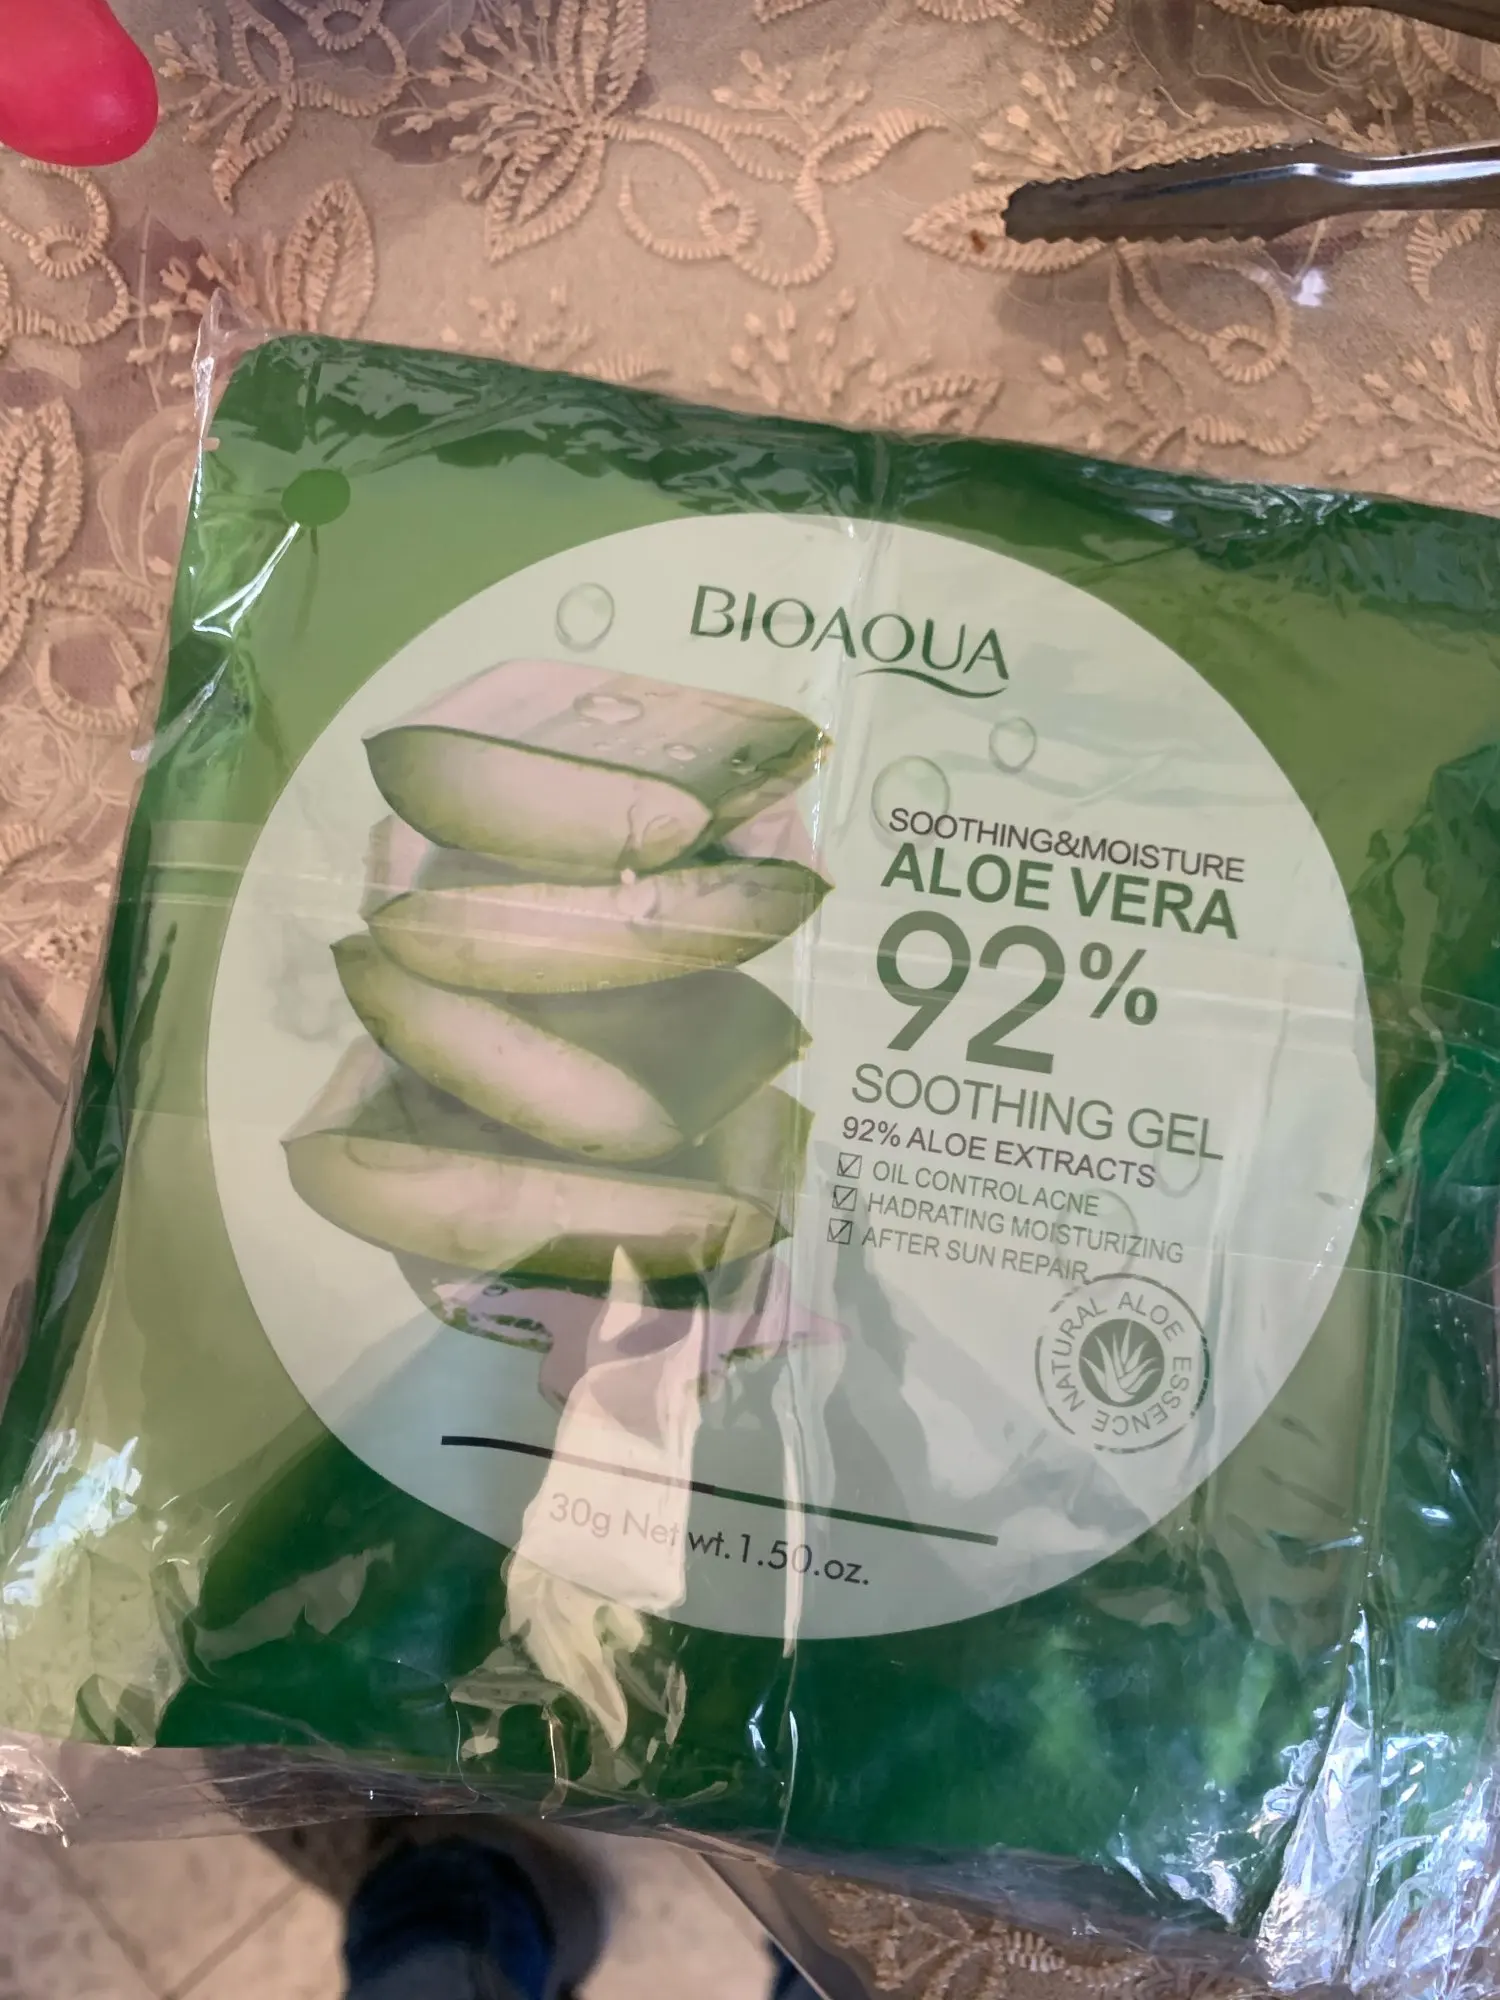 BIOAQUA
SOOTHING&MOISTURE
ALOE VERA
92%
SOOTHING GEL
92% ALOE EXTRACTS
OIL CONTROL ACNE
HADRATING MOISTURIZING
AFTER SUN REPAIR
NATURAL ALOE ESSENCE
30g Net wt.1.50.oz.